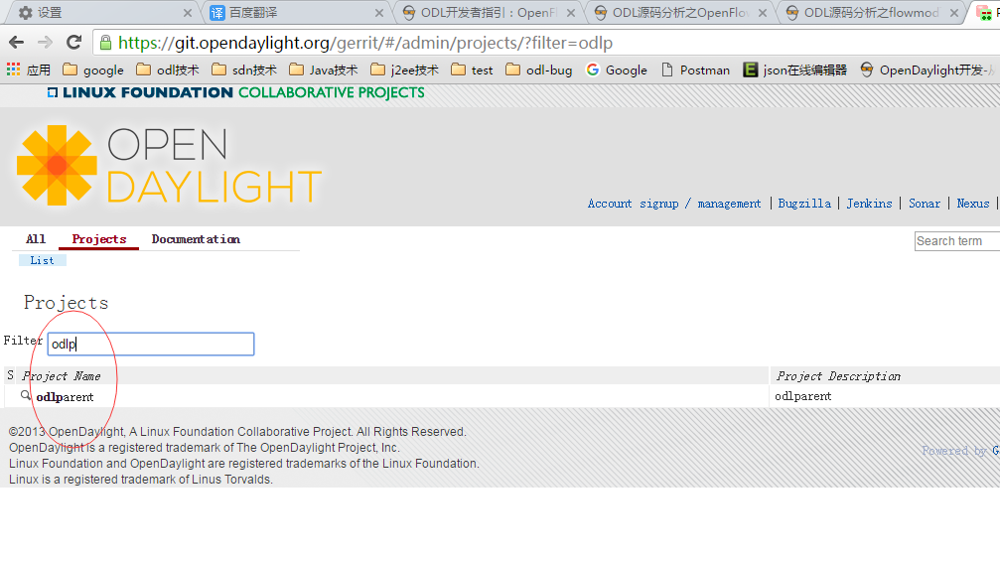 设置
百度翻译
ODL开发者指引：OpenFl
ODL源码分析之OpenFlow
ODL源码分析之flowmod
https://git.opendaylight.org/gerrit/#/admin/projects/?filter=odlp
应用 google odl技术 sdn技术 Java技术 j2ee技术 test odl-bug Google Postman json在线编辑器 OpenDaylight开发-
LINUX FOUNDATION COLLABORATIVE PROJECTS
OPEN
DAYLIGHT
Account signup / management | Bugzilla | Jenkins | Sonar | Nexus |
All Projects Documentation
Search term
List
Projects
Filter odlp
S Project Name Project Description
odlparent odlparent
©2013 OpenDaylight, A Linux Foundation Collaborative Project. All Rights Reserved.
OpenDaylight is a registered trademark of The OpenDaylight Project, Inc.
Powered by G
Linux Foundation and OpenDaylight are registered trademarks of the Linux Foundation.
Linux is a registered trademark of Linus Torvalds.